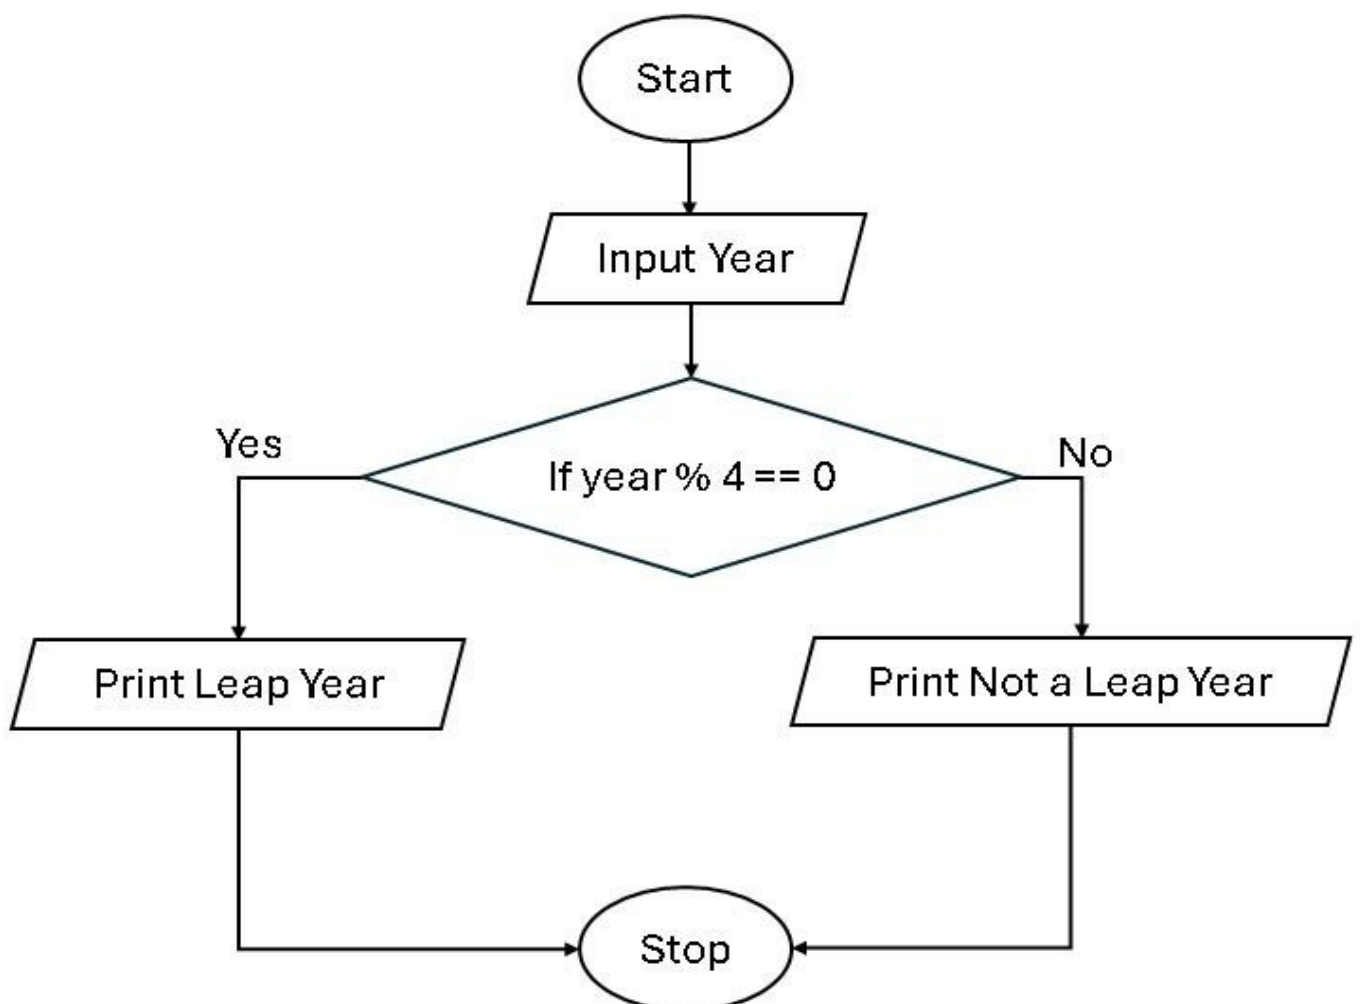 Start
Input Year
Yes
If year % 4 == 0
No
Print Leap Year
Print Not a Leap Year
Stop